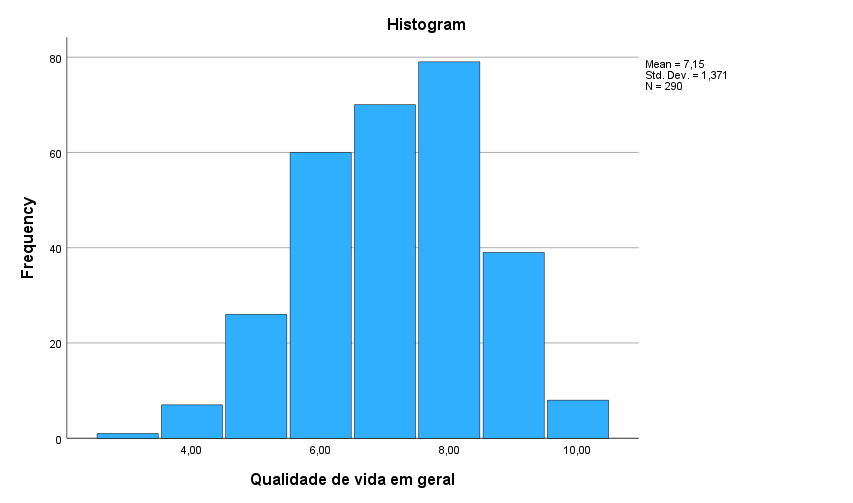 Histogram
Mean = 7,15
Std. Dev. = 1,371
N = 290
Frequency
80
60
40
20
0
4,00 6,00 8,00 10,00
Qualidade de vida em geral